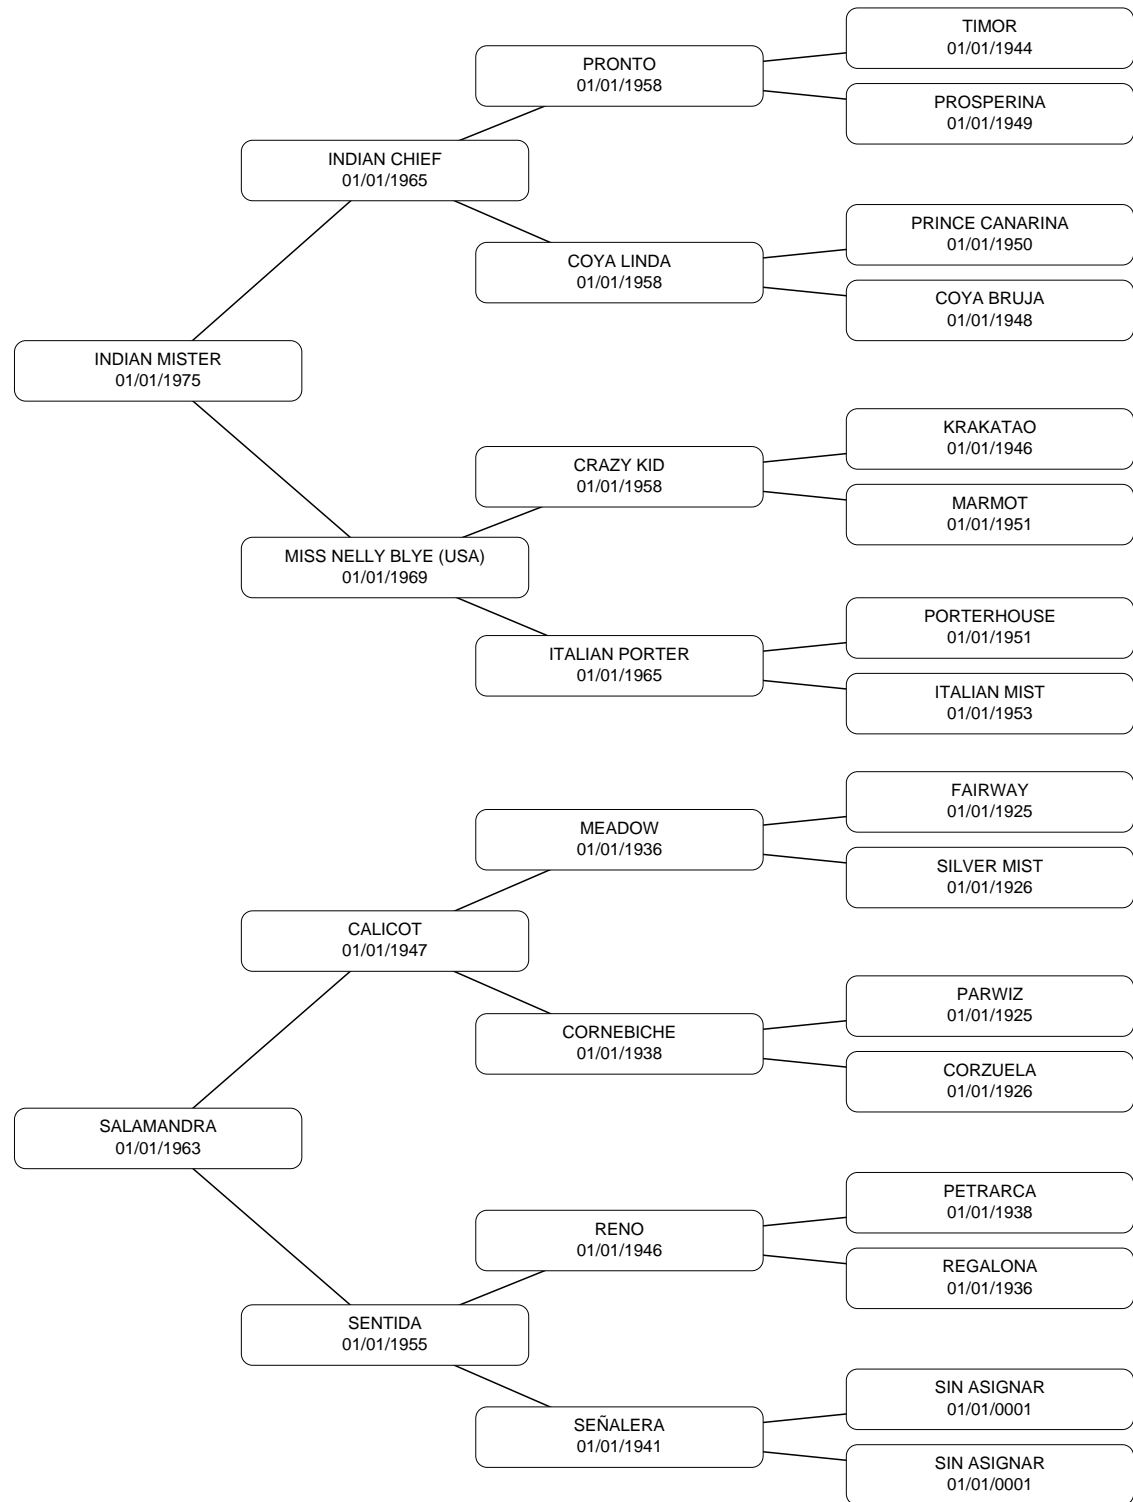 TIMOR
01/01/1944
PRONTO
01/01/1958
PROSPERINA
01/01/1949
INDIAN CHIEF
01/01/1965
PRINCE CANARINA
01/01/1950
COYA LINDA
01/01/1958
COYA BRUJA
01/01/1948
INDIAN MISTER
01/01/1975
KRAKATAO
01/01/1946
CRAZY KID
01/01/1958
MARMOT
01/01/1951
MISS NELLY BLYE (USA)
01/01/1969
PORTERHOUSE
01/01/1951
ITALIAN PORTER
01/01/1965
ITALIAN MIST
01/01/1953
FAIRWAY
01/01/1925
MEADOW
01/01/1936
SILVER MIST
01/01/1926
CALICOT
01/01/1947
PARWIZ
01/01/1925
CORNEBICHE
01/01/1938
CORZUELA
01/01/1926
SALAMANDRA
01/01/1963
PETRARCA
01/01/1938
RENO
01/01/1946
REGALONA
01/01/1936
SENTIDA
01/01/1955
SIN ASIGNAR
01/01/0001
SEÑALERA
01/01/1941
SIN ASIGNAR
01/01/0001